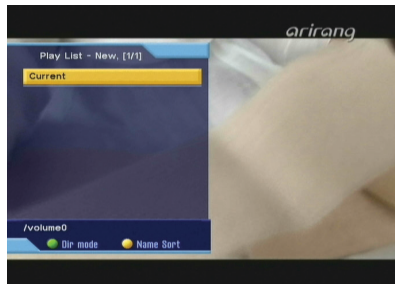 arirang
Play List - New, [1/1]
Current
/volume0
Dir mode
Name Sort